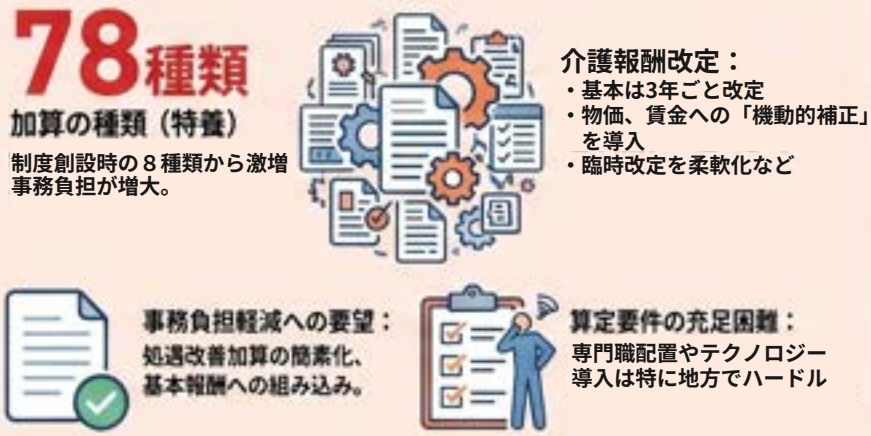 78種類
加算の種類（特養）
制度創設時の８種類から激増
事務負担が増大。
介護報酬改定：
・基本は3年ごと改定
・物価、賃金への「機動的補正」
を導入
・臨時改定を柔軟化など
事務負担軽減への要望：
処遇改善加算の簡素化、
基本報酬への組み込み。
算定要件の充足困難：
専門職配置やテクノロジー
導入は特に地方でハードル